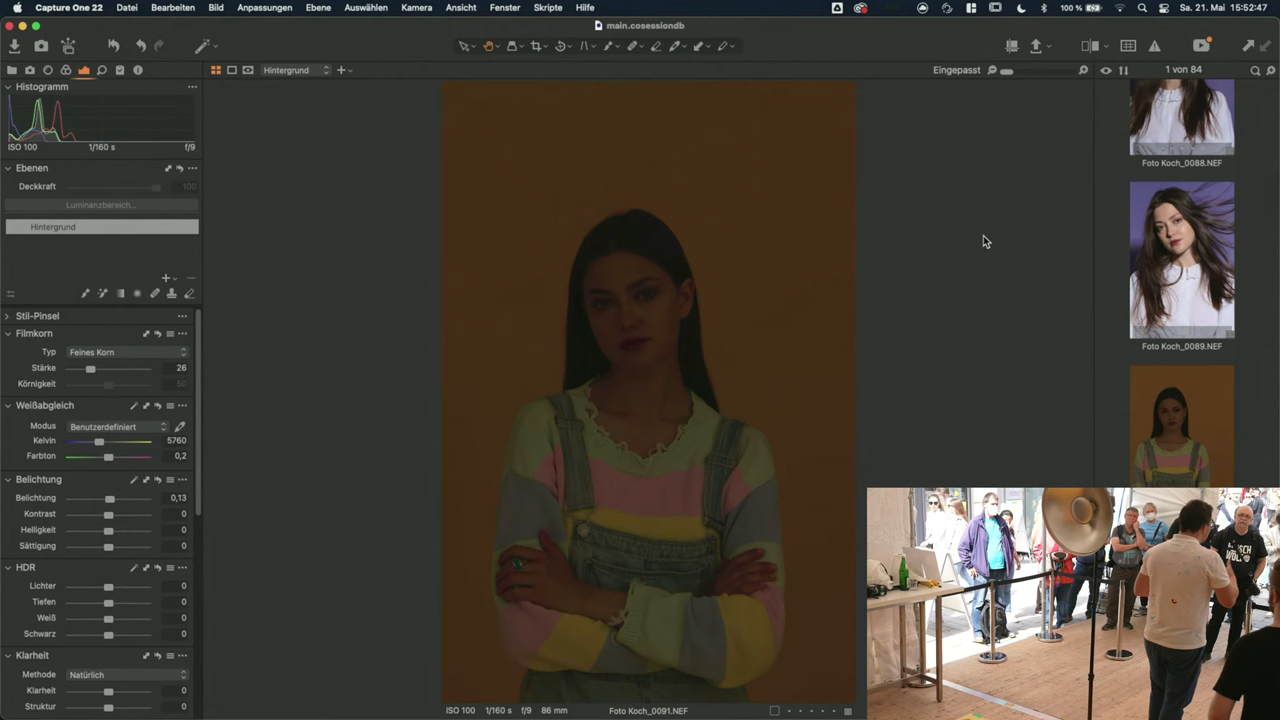 Capture One 22 Datei Bearbeiten Bild Anpassungen Ebene Auswählen Kamera Ansicht Fenster Skripte Hilfe 100 % Sa. 21. Mai 15:52:47
main.cosessiondb
Hintergrund
Eingepasst
1 von 84
Histogramm
ISO 100 1/160 s f/9
Ebenen
Deckkraft 100
Luminanzbereich...
Hintergrund
Stil-Pinsel
Filmkorn
Typ Feines Korn
Stärke 26
Körnigkeit 50
Weißabgleich
Modus Benutzerdefiniert
Kelvin 5760
Farbton 0,2
Belichtung
Belichtung 0,13
Kontrast 0
Helligkeit 0
Sättigung 0
HDR
Lichter 0
Tiefen 0
Weiß 0
Schwarz 0
Klarheit
Methode Natürlich
Klarheit 0
Struktur 0
ISO 100 1/160 s f/9 86 mm Foto Koch_0091.NEF
Foto Koch_0088.NEF
Foto Koch_0089.NEF